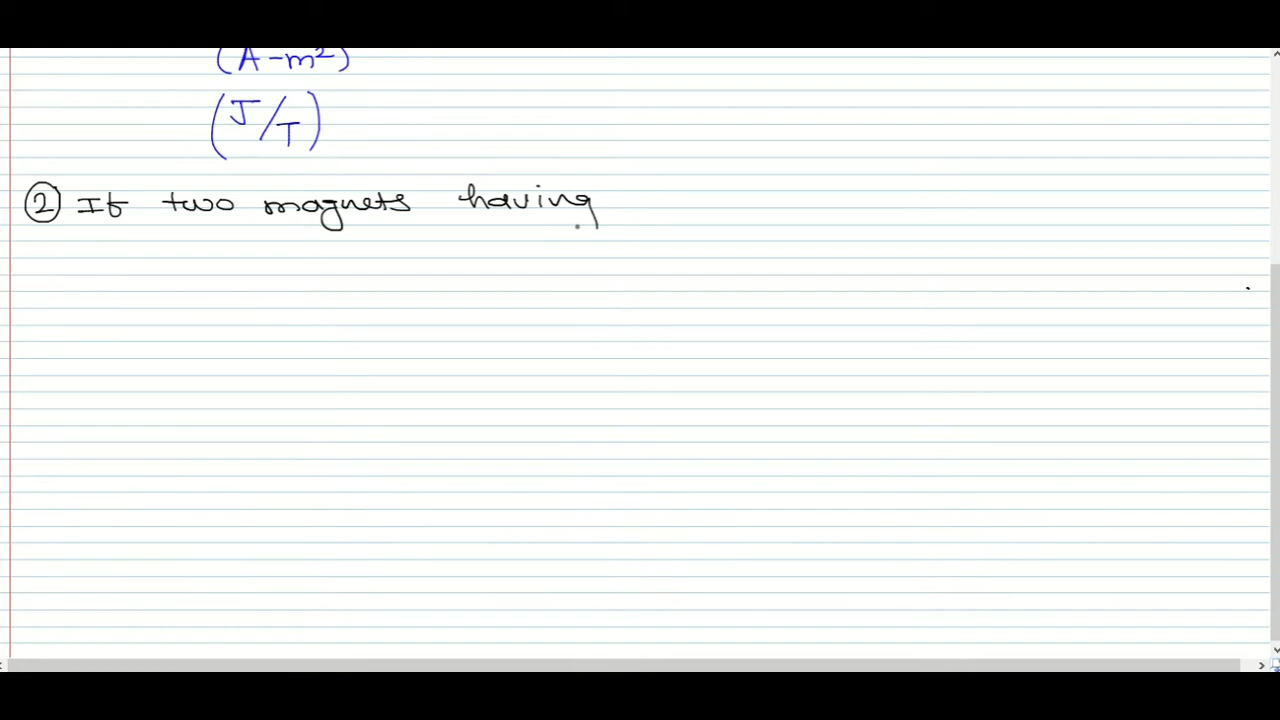 (A-m²)
(J/T)
② If two magnets having